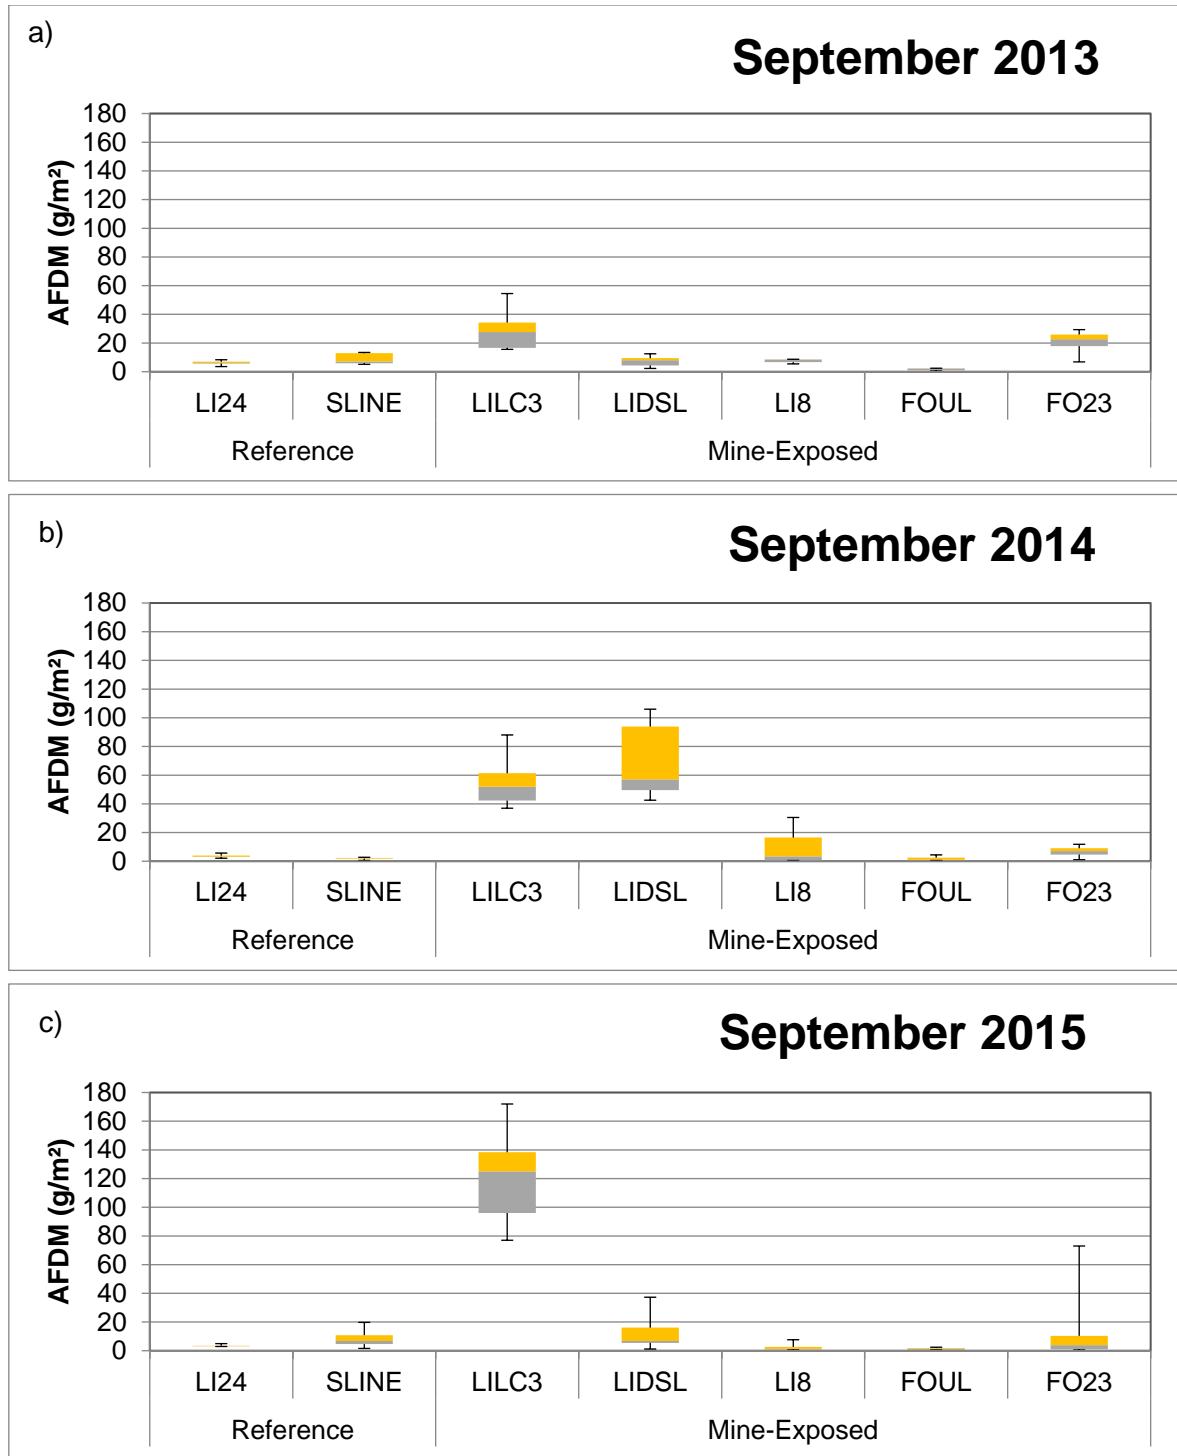 a)
September 2013
AFDM (g/m²)
180
160
140
120
100
80
60
40
20
0
LI24 SLINE LILC3 LIDSL LI8 FOUL FO23
Reference Mine-Exposed
b)
September 2014
AFDM (g/m²)
180
160
140
120
100
80
60
40
20
0
LI24 SLINE LILC3 LIDSL LI8 FOUL FO23
Reference Mine-Exposed
c)
September 2015
AFDM (g/m²)
180
160
140
120
100
80
60
40
20
0
LI24 SLINE LILC3 LIDSL LI8 FOUL FO23
Reference Mine-Exposed